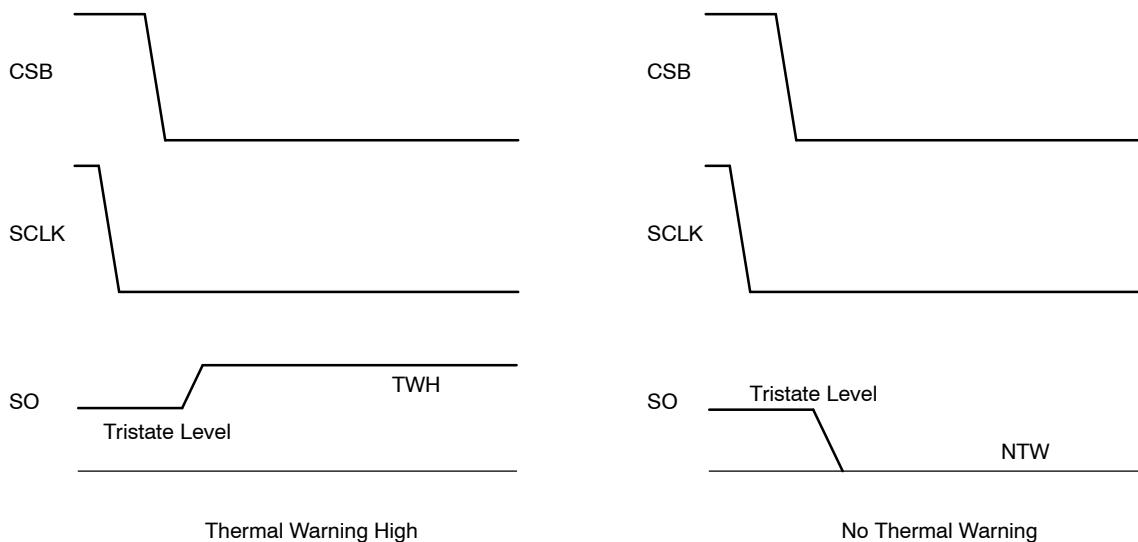 CSB
SCLK
SO
TWH
Tristate Level
Thermal Warning High
CSB
SCLK
SO
Tristate Level
NTW
No Thermal Warning